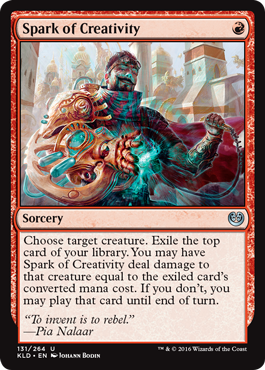 Spark of Creativity
Sorcery
Choose target creature. Exile the top
card of your library. You may have
Spark of Creativity deal damage to
that creature equal to the exiled card's
converted mana cost. If you don't, you
may play that card until end of turn.
"To invent is to rebel."
—Pia Nalaar
131/264 U
KLD • EN Johann Bodin
™ & © 2016 Wizards of the Coast